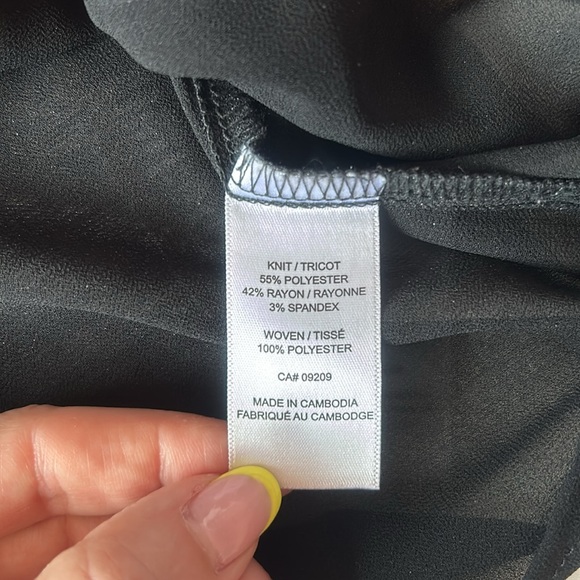 KNIT / TRICOT
55% POLYESTER
42% RAYON / RAYONNE
3% SPANDEX
WOVEN / TISSÉ
100% POLYESTER
CA# 09209
MADE IN CAMBODIA
FABRIQUÉ AU CAMBODGE